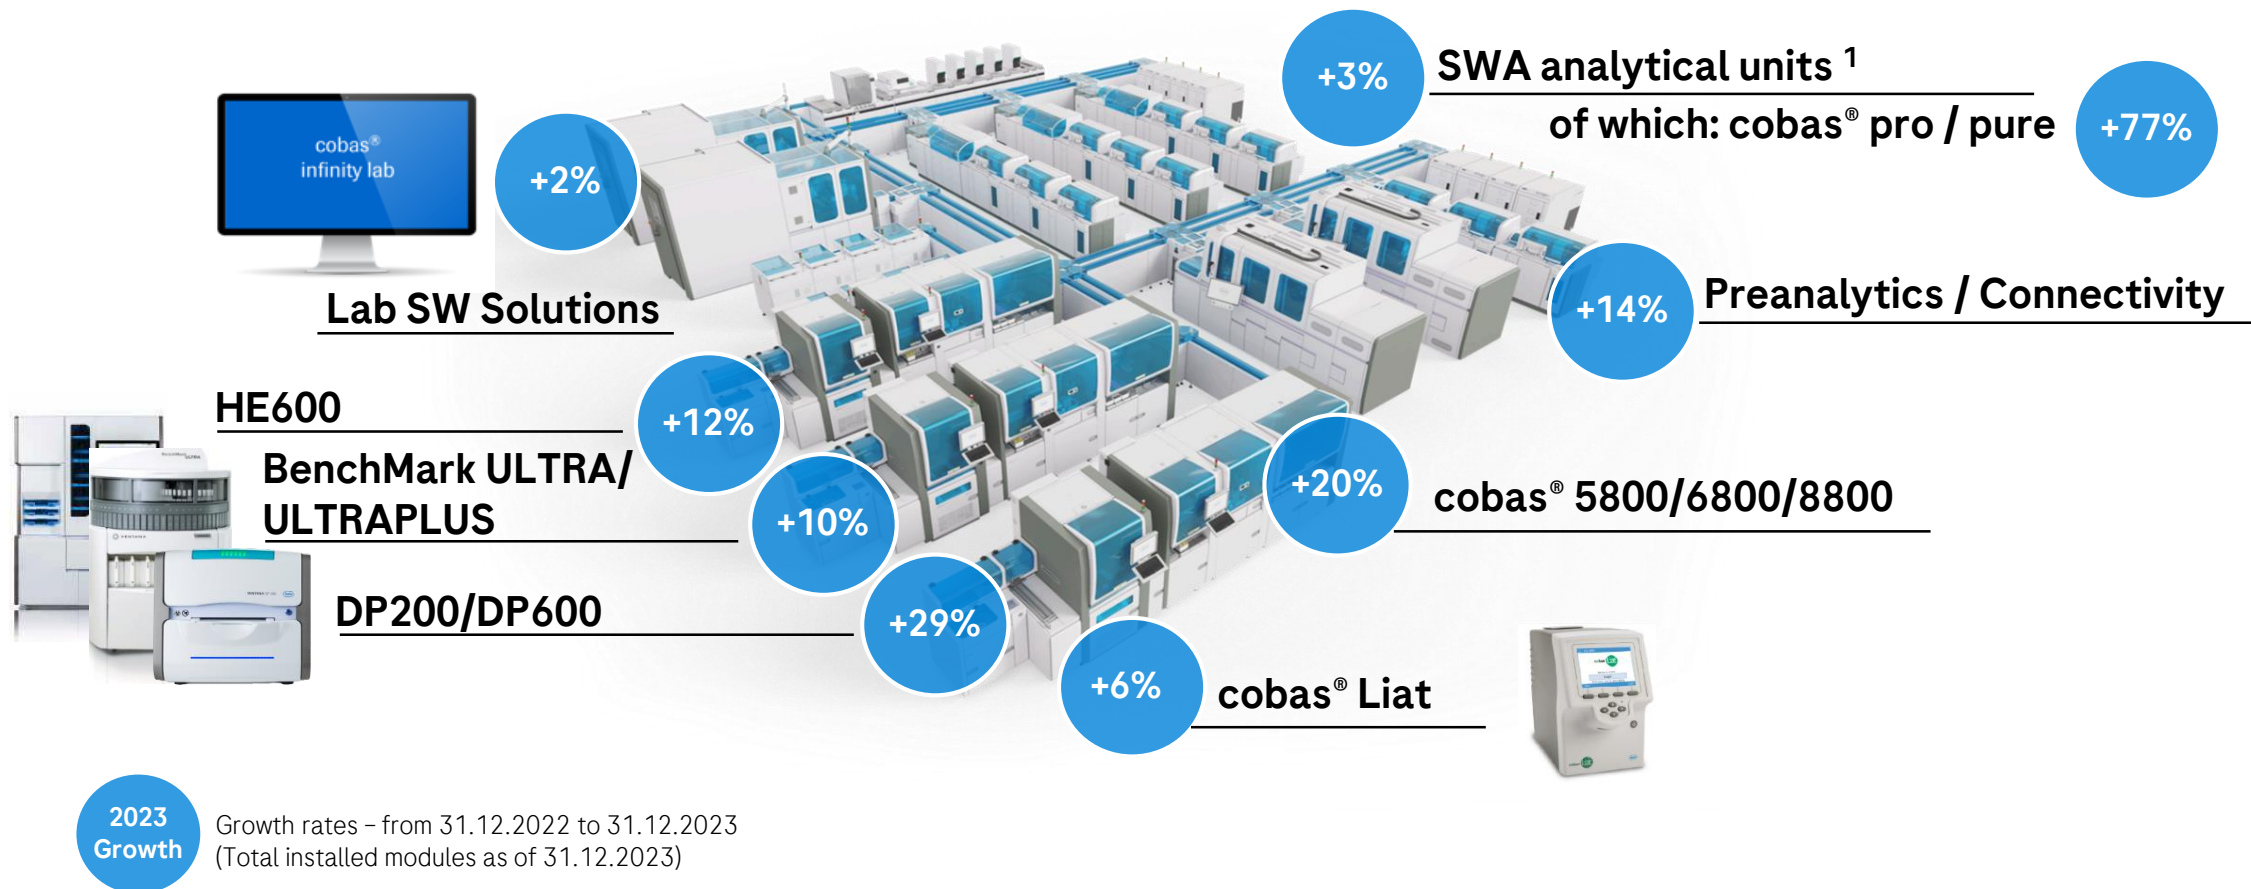 +3%
SWA analytical units ¹
of which: cobas® pro / pure
+77%
cobas®
infinity lab
+2%
Lab SW Solutions
+14%
Preanalytics / Connectivity
HE600
+12%
BenchMark ULTRA/
ULTRAPLUS
+10%
+20%
cobas® 5800/6800/8800
DP200/DP600
+29%
+6%
cobas® Liat
2023
Growth
Growth rates – from 31.12.2022 to 31.12.2023
(Total installed modules as of 31.12.2023)